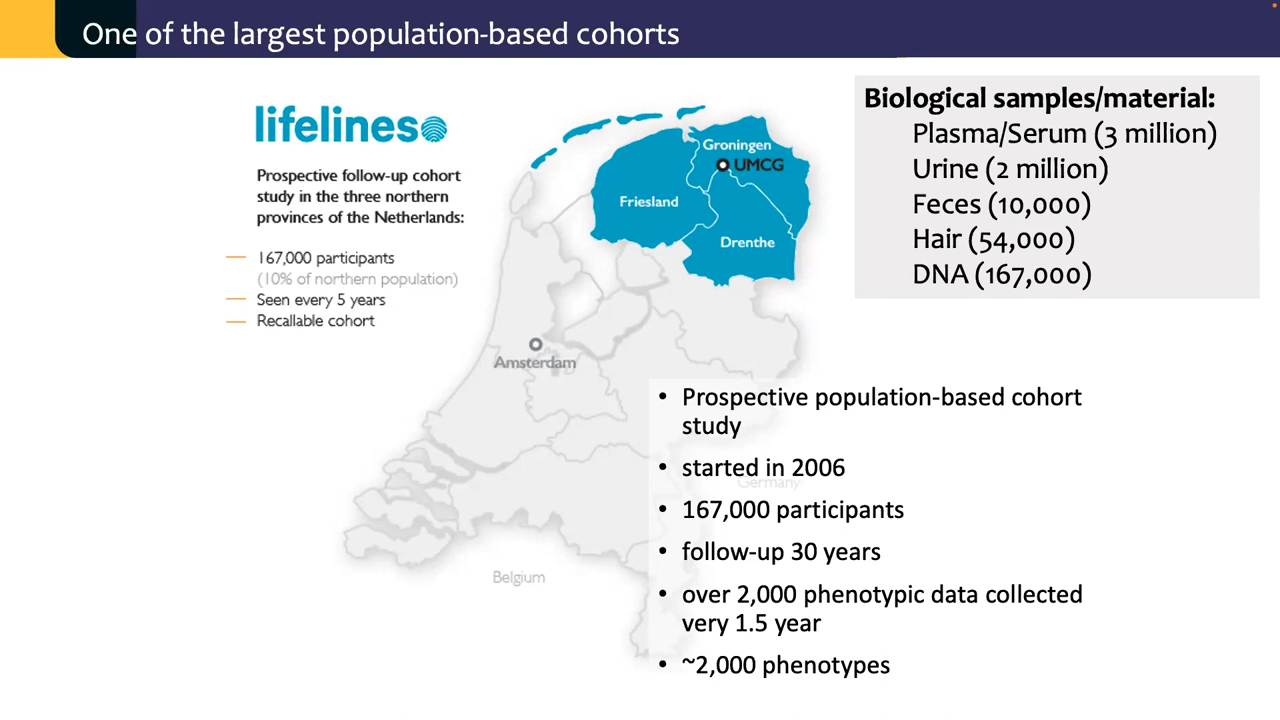 One of the largest population-based cohorts
lifelines
Prospective follow-up cohort
study in the three northern
provinces of the Netherlands:
— 167,000 participants
(10% of northern population)
— Seen every 5 years
— Recallable cohort
Groningen
UMCG
Friesland
Drenthe
Amsterdam
Germany
Belgium
Biological samples/material:
Plasma/Serum (3 million)
Urine (2 million)
Feces (10,000)
Hair (54,000)
DNA (167,000)
• Prospective population-based cohort
study
• started in 2006
• 167,000 participants
• follow-up 30 years
• over 2,000 phenotypic data collected
very 1.5 year
• ~2,000 phenotypes